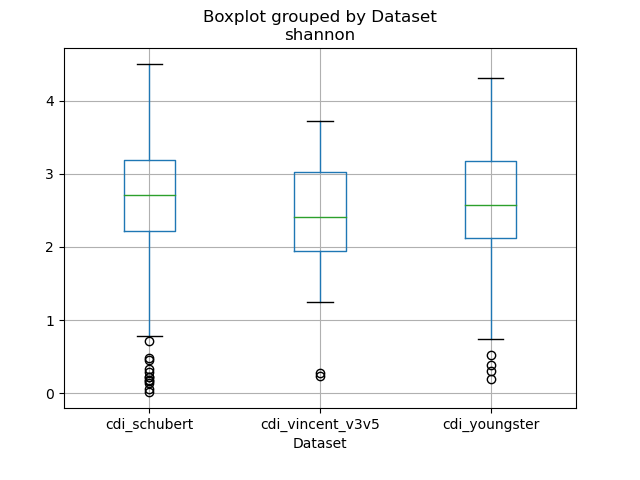 Boxplot grouped by Dataset
shannon
4
3
2
1
0
cdi_schubert cdi_vincent_v3v5 cdi_youngster
Dataset